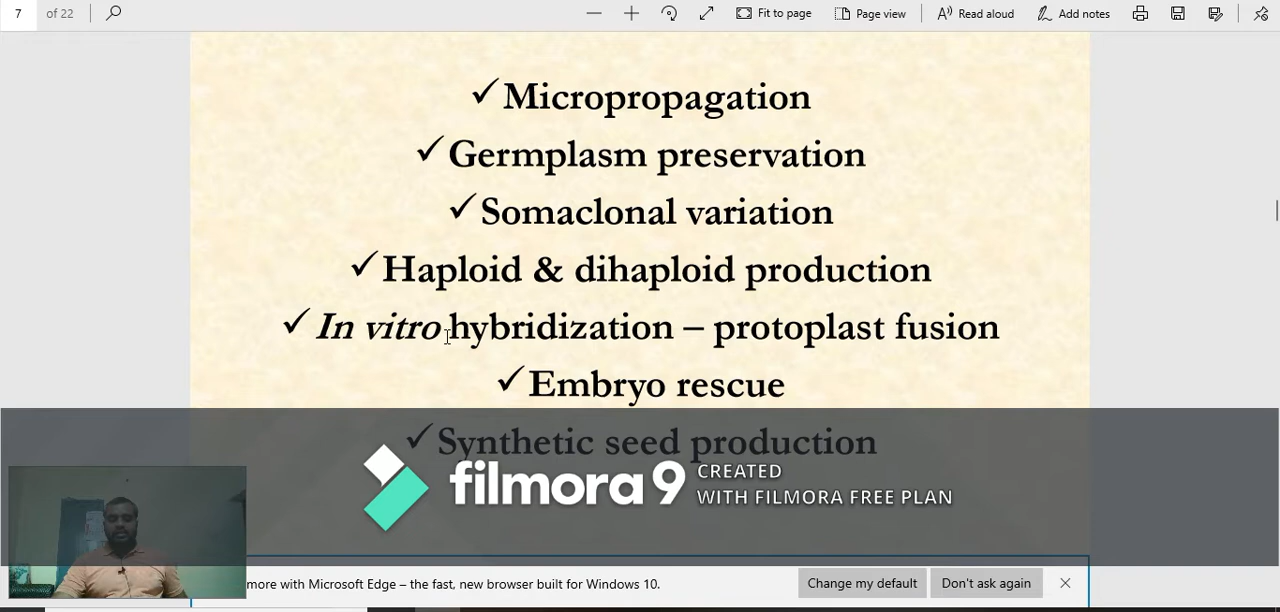 7 of 22 Fit to page Page view Read aloud Add notes
✓Micropropagation
✓Germplasm preservation
✓Somaclonal variation
✓Haploid & dihaploid production
✓In vitro hybridization – protoplast fusion
✓Embryo rescue
✓Synthetic seed production
filmora 9 CREATED
WITH FILMORA FREE PLAN
more with Microsoft Edge – the fast, new browser built for Windows 10. Change my default Don't ask again